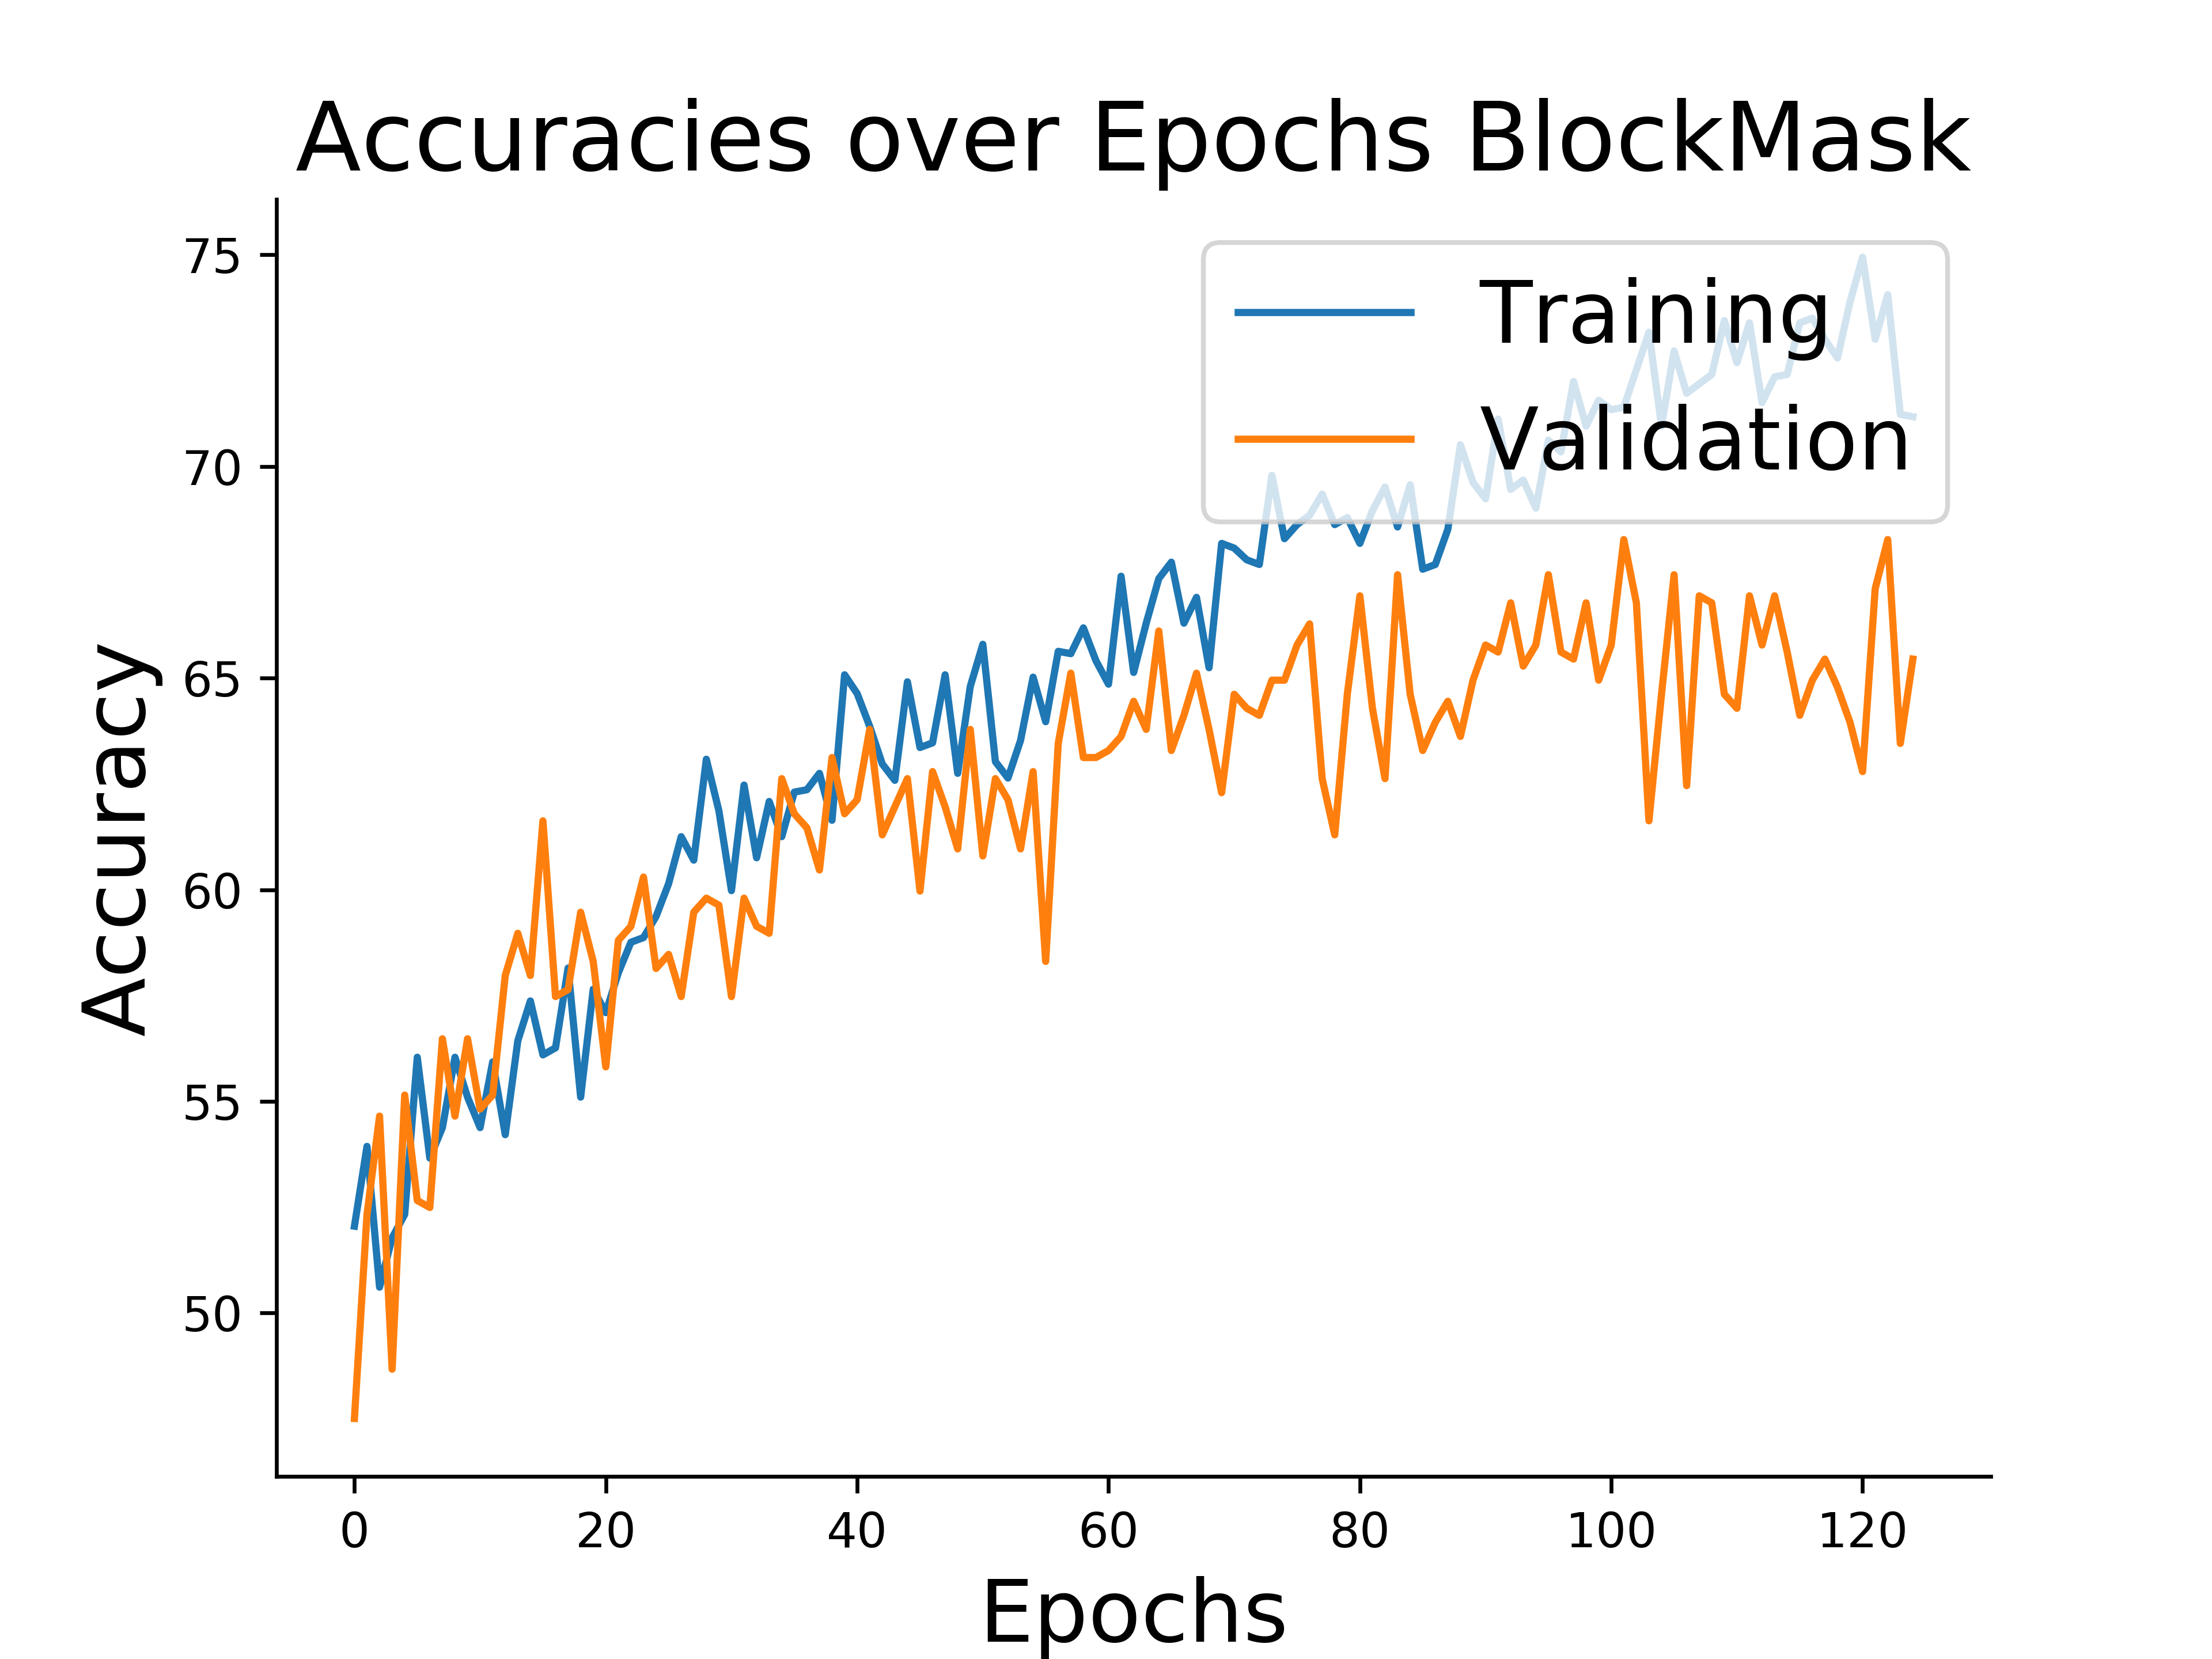 Accuracies over Epochs BlockMask
Training
Validation
Accuracy
75
70
65
60
55
50
0 20 40 60 80 100 120
Epochs